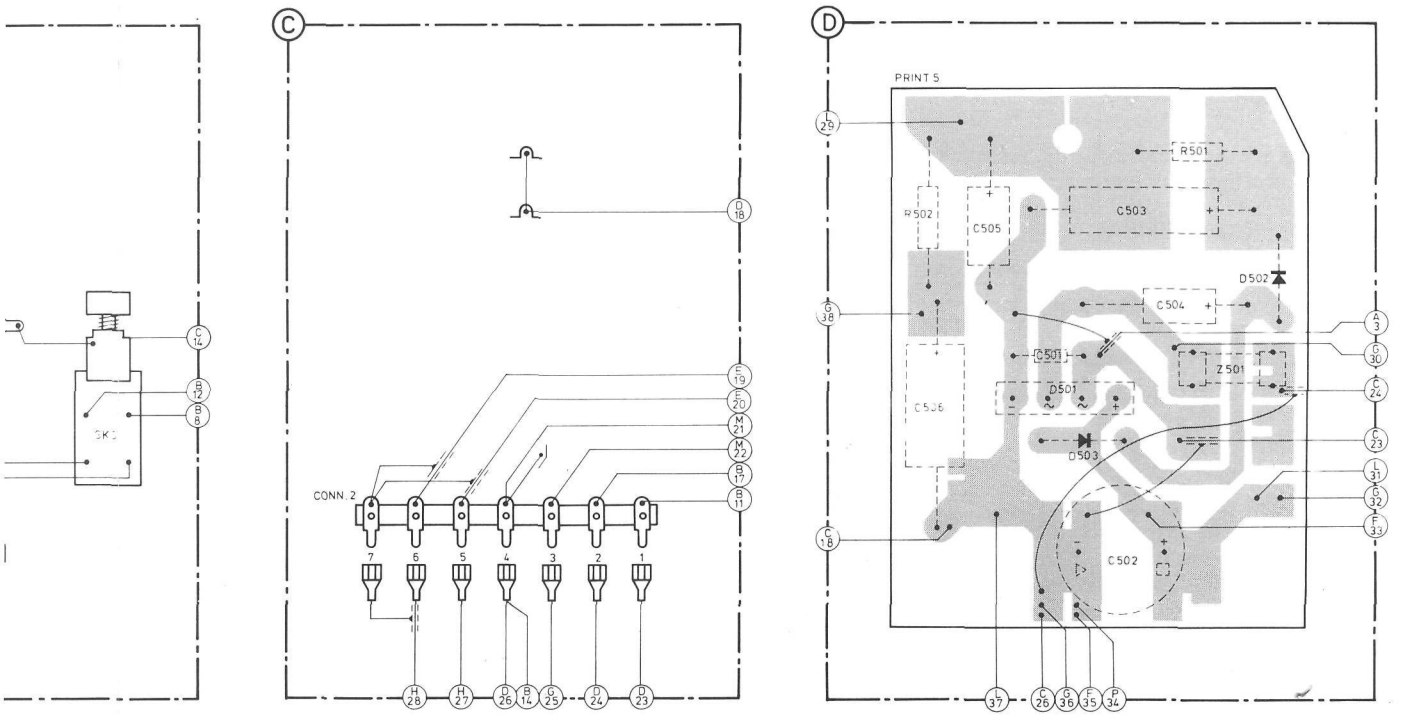 C
14
B
12
B
8
C
D
18
E
20
M
21
M
22
B
17
B
11
19
CONN. 2
7
6
5
4
3
2
1
H
28
H
27
D
26
B
14
G
25
D
24
D
23
D
PRINT 5
L
29
R501
R502
C503
+
+
C505
D502
C504
+
G
38
A
3
G
30
C501
Z501
+
D501
C
24
C506
- ~ ~ +
D503
C
23
L
31
G
32
F
33
C
18
- +
C502
L
37
C
26
G
36
F
35
P
34